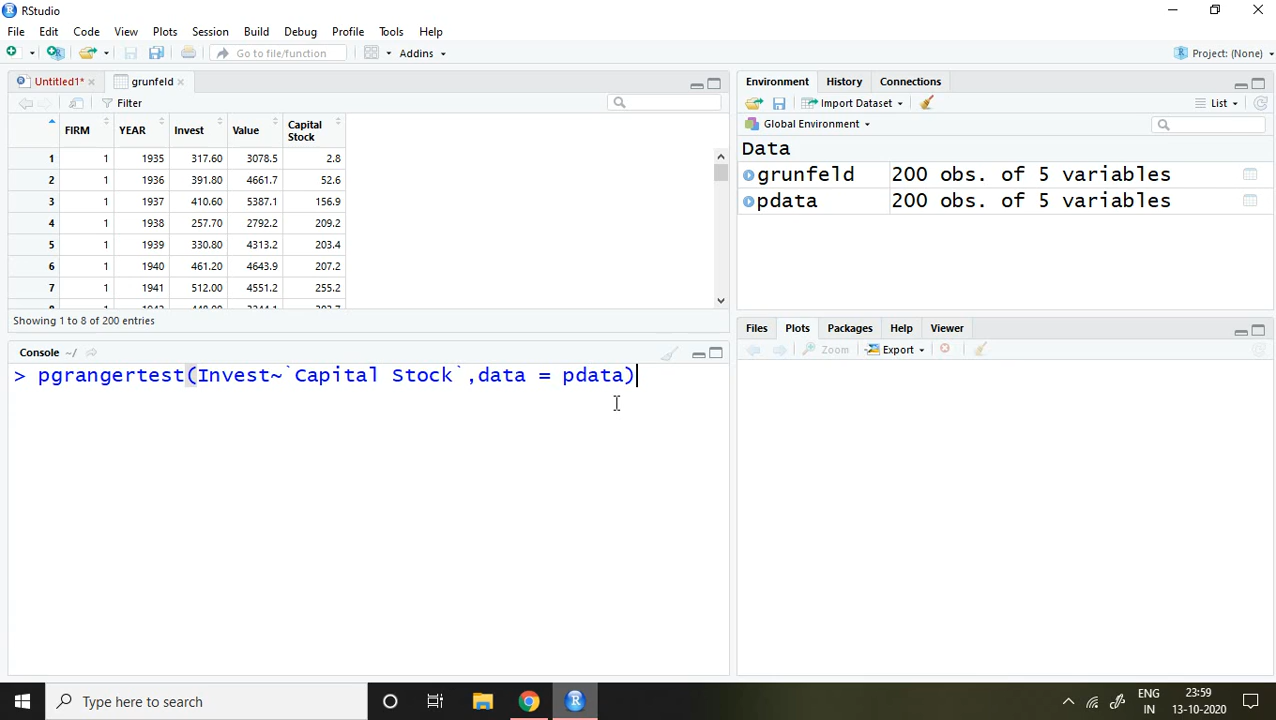 RStudio
File Edit Code View Plots Session Build Debug Profile Tools Help
Go to file/function Addins Project: (None)
Untitled1* grunfeld
Filter
FIRM YEAR Invest Value Capital Stock
1 1 1935 317.60 3078.5 2.8
2 1 1936 391.80 4661.7 52.6
3 1 1937 410.60 5387.1 156.9
4 1 1938 257.70 2792.2 209.2
5 1 1939 330.80 4313.2 203.4
6 1 1940 461.20 4643.9 207.2
7 1 1941 512.00 4551.2 255.2
Showing 1 to 8 of 200 entries
Console ~/
> pgrangertest(Invest~`Capital Stock`,data = pdata)
Environment History Connections
Import Dataset List
Global Environment
Data
grunfeld 200 obs. of 5 variables
pdata 200 obs. of 5 variables
Files Plots Packages Help Viewer
Zoom Export
Type here to search
ENG
IN
23:59
13-10-2020